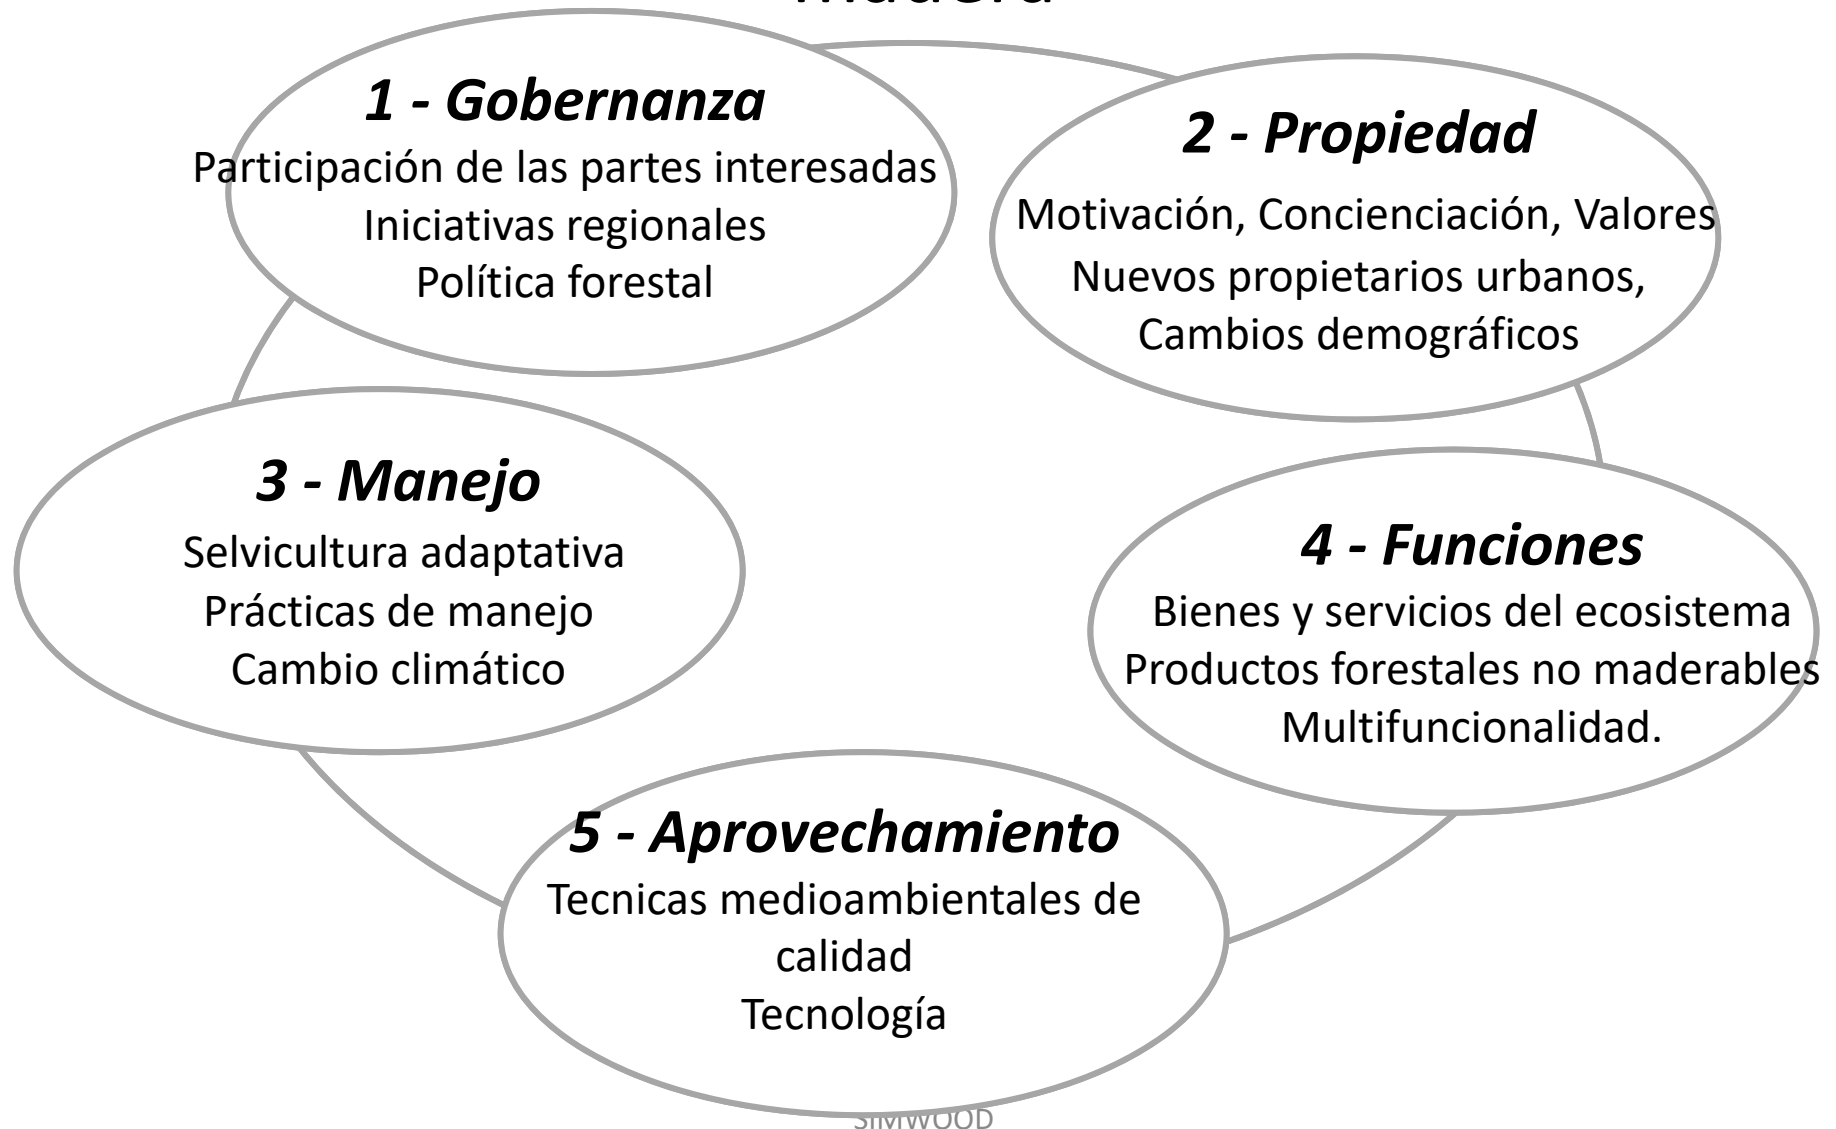 madera
1 - Gobernanza
Participación de las partes interesadas
Iniciativas regionales
Política forestal
2 - Propiedad
Motivación, Concienciación, Valores
Nuevos propietarios urbanos,
Cambios demográficos
3 - Manejo
Selvicultura adaptativa
Prácticas de manejo
Cambio climático
4 - Funciones
Bienes y servicios del ecosistema
Productos forestales no maderables
Multifuncionalidad.
5 - Aprovechamiento
Tecnicas medioambientales de
calidad
Tecnología
SIMWOOD